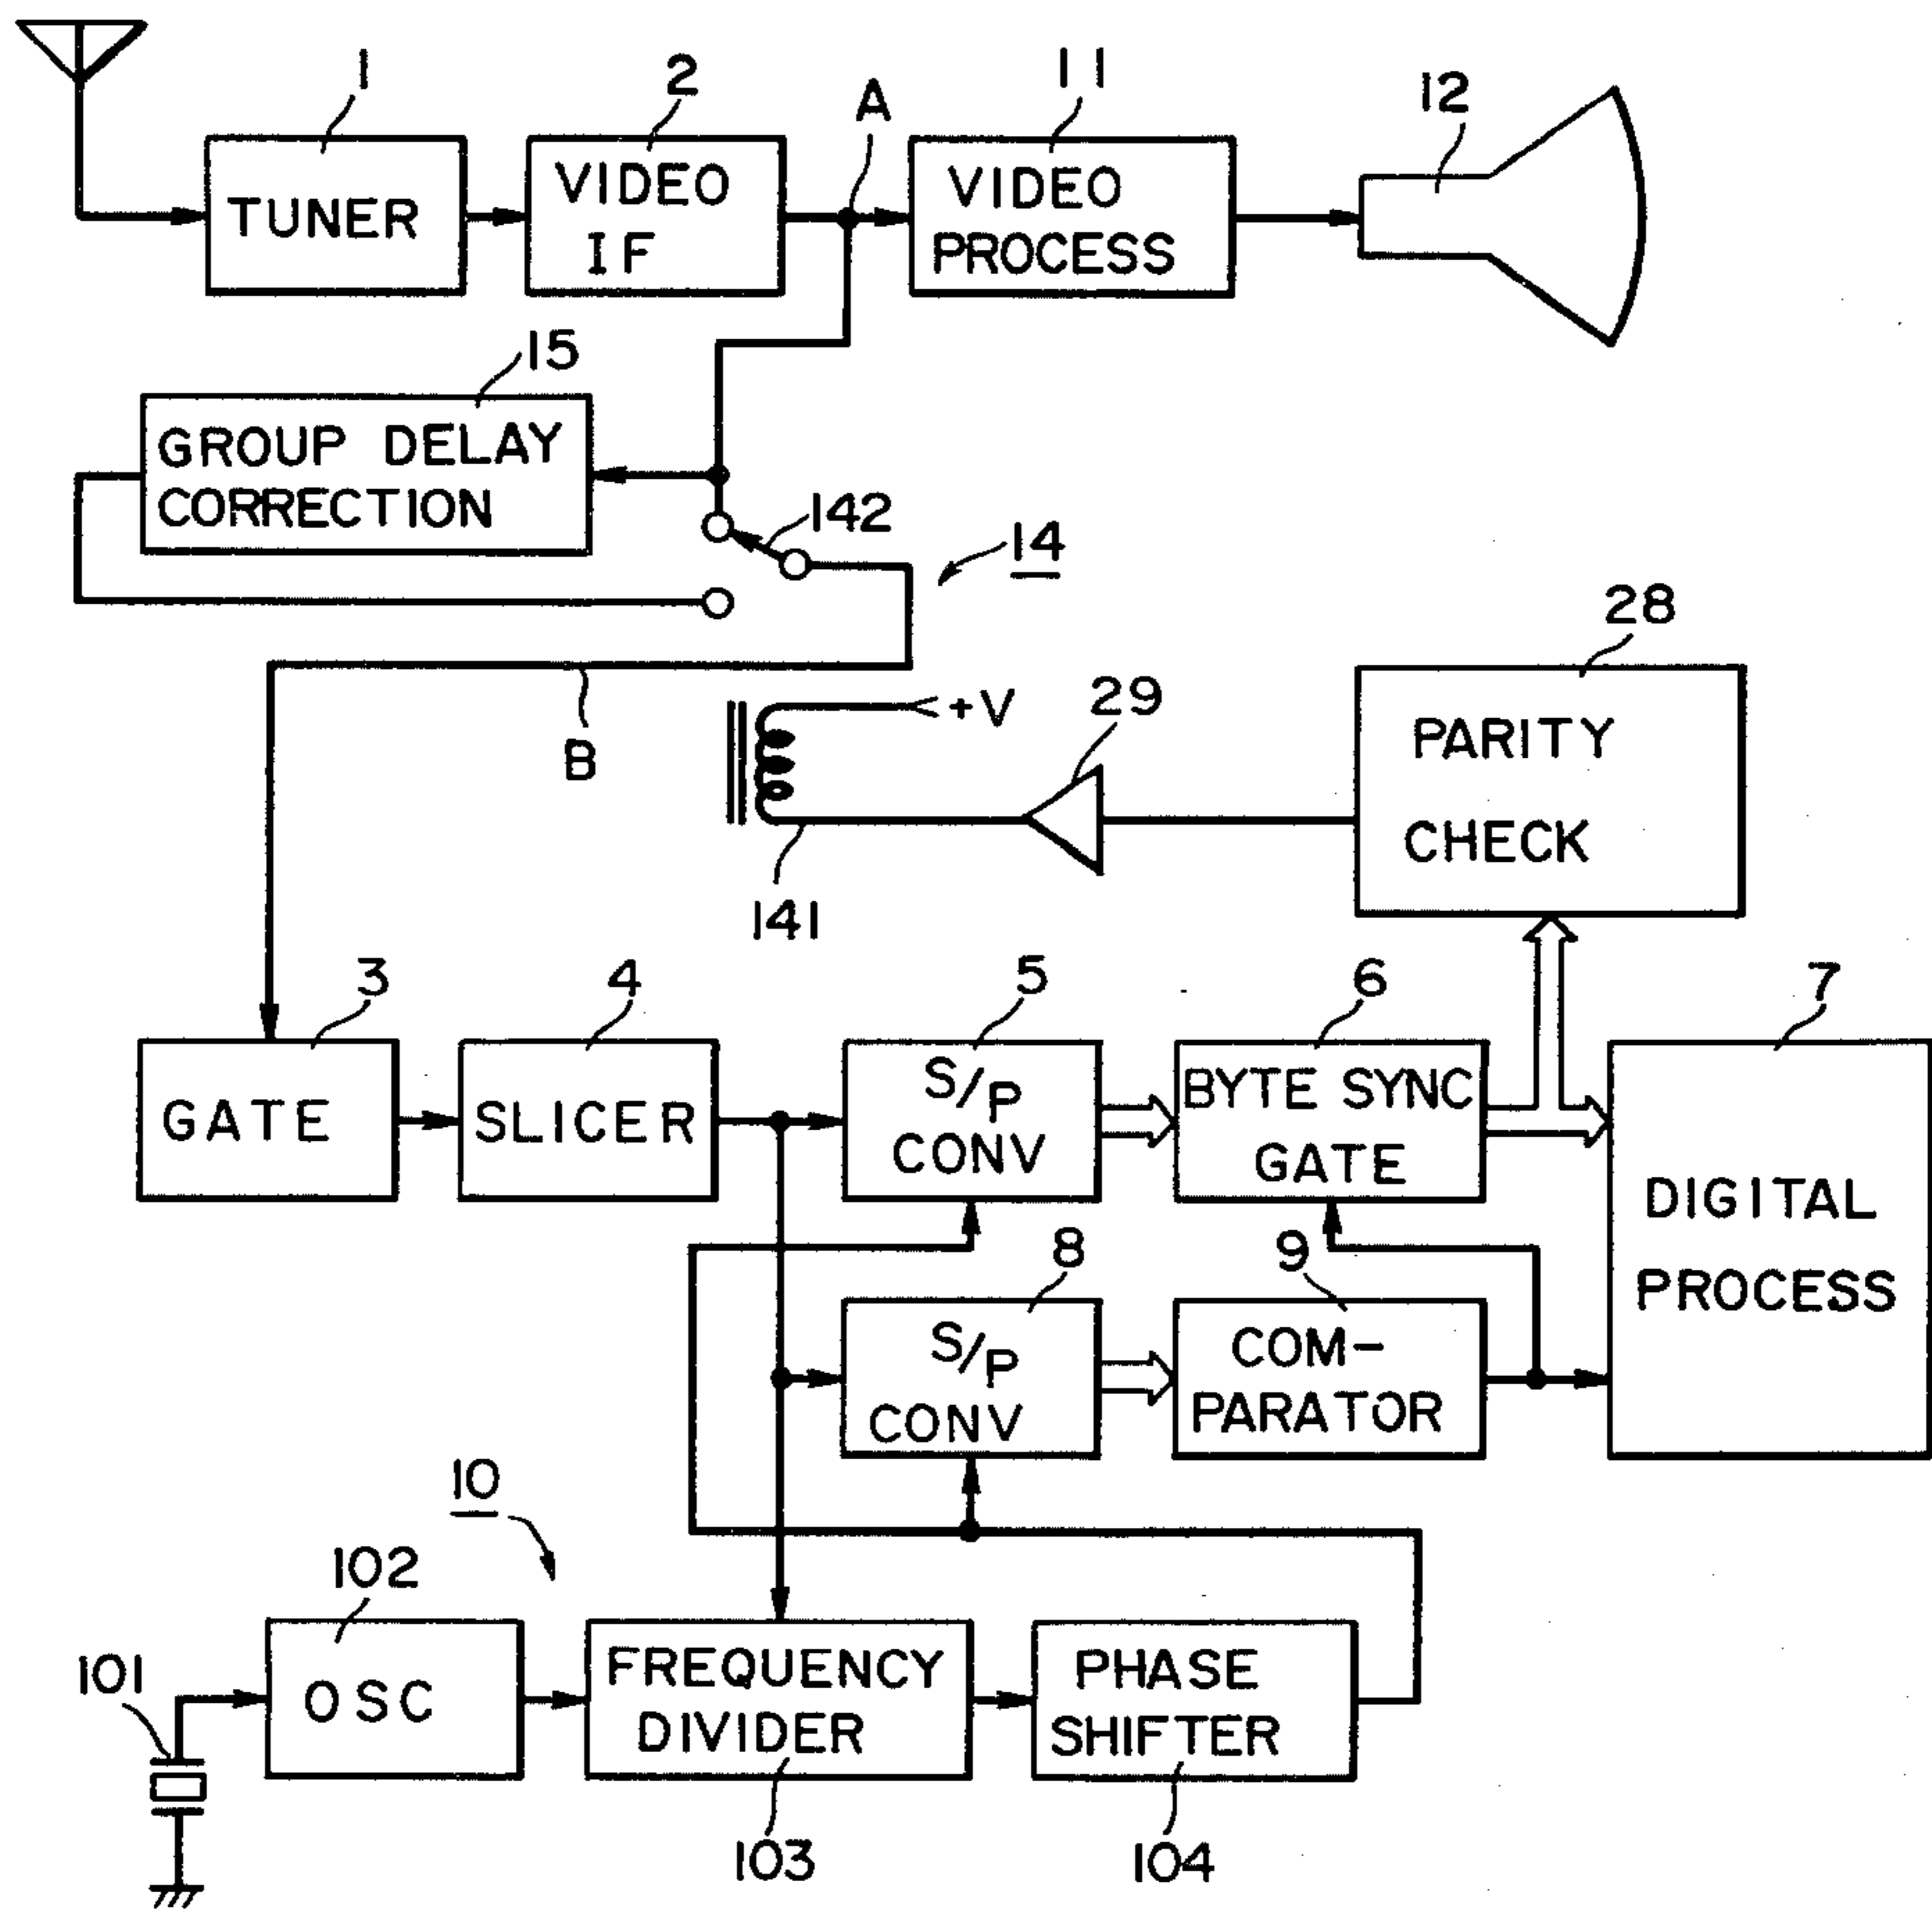 1
2
A
11
12
TUNER
VIDEO
IF
VIDEO
PROCESS
15
GROUP DELAY
CORRECTION
142
14
28
B
+V
29
PARITY
CHECK
141
3
4
5
6
7
GATE
SLICER
S/P
CONV
BYTE SYNC
GATE
DIGITAL
PROCESS
8
9
S/P
CONV
COM-
PARATOR
10
102
101
OSC
FREQUENCY
DIVIDER
PHASE
SHIFTER
103
104